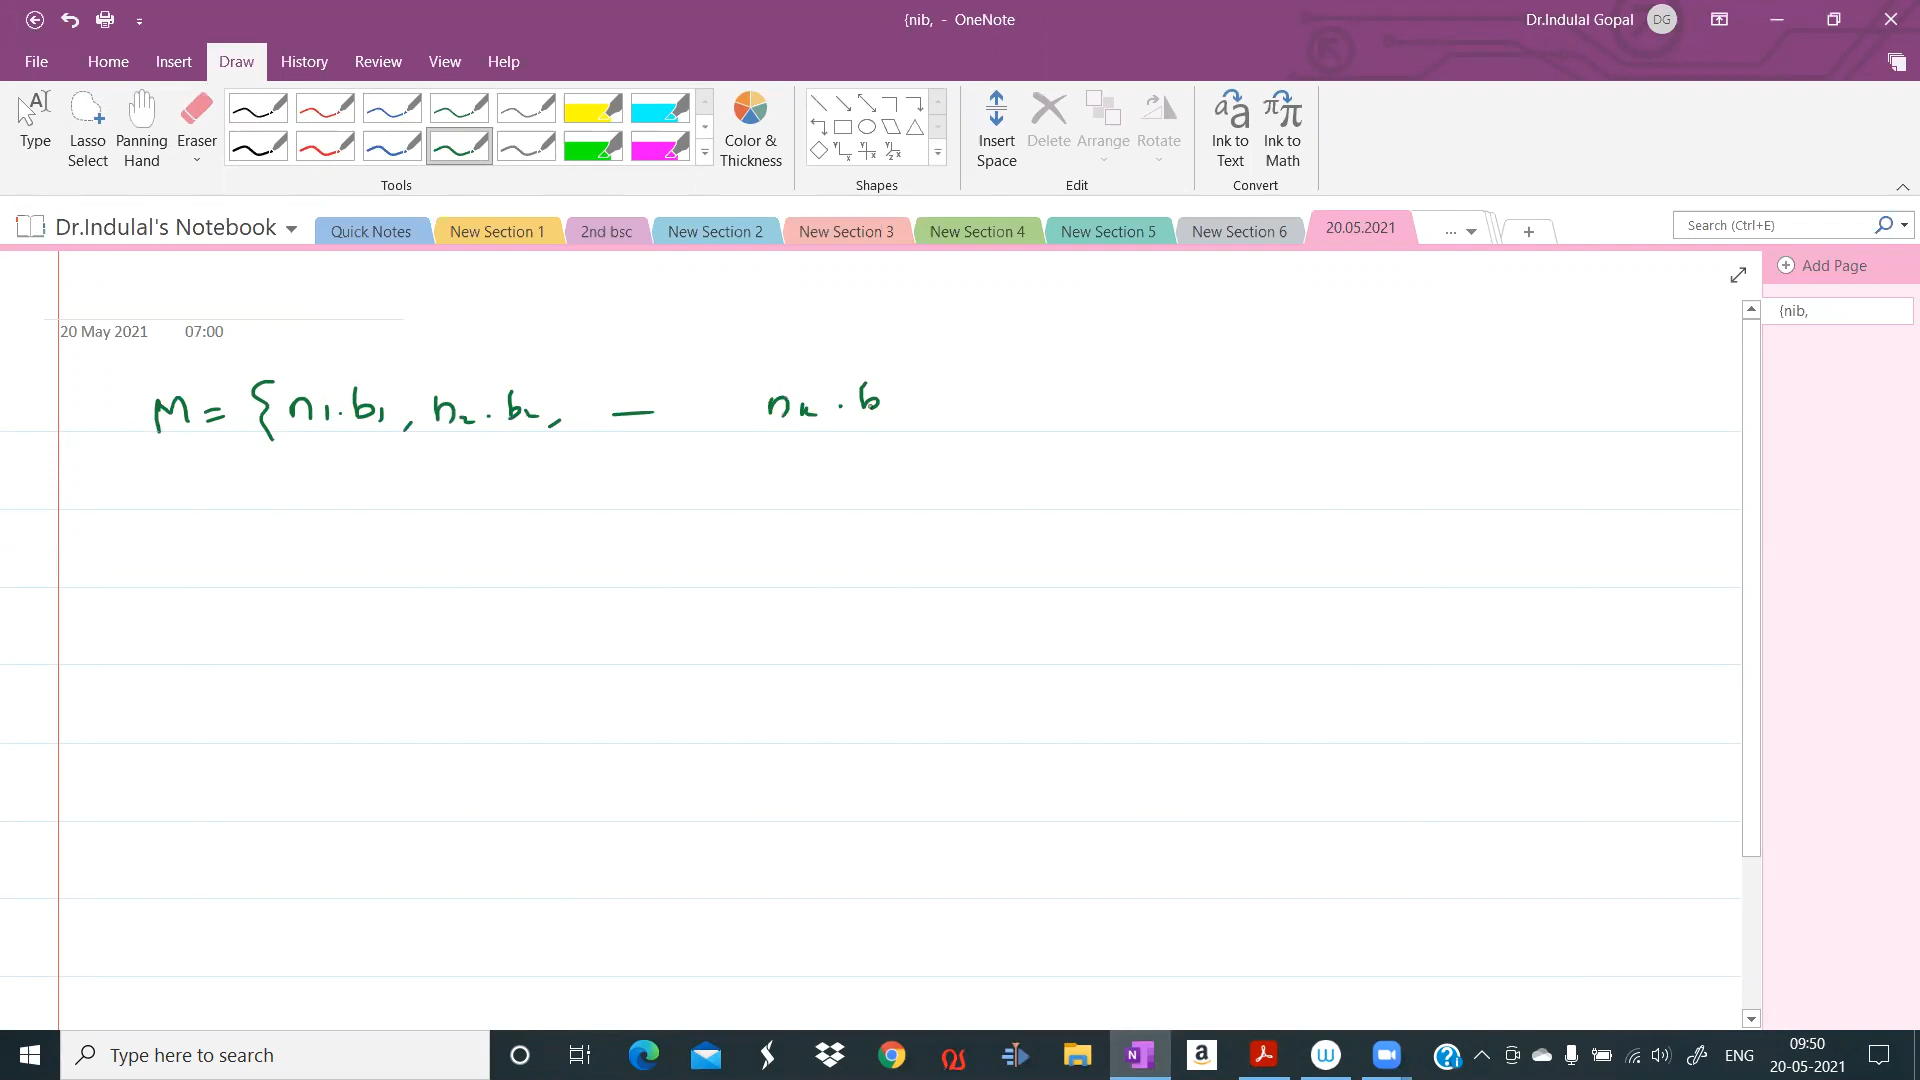 {nib, - OneNote
Dr.Indulal Gopal DG
File Home Insert Draw History Review View Help
Type
Lasso Select
Panning Hand
Eraser
Color & Thickness
Insert Space
Delete
Arrange
Rotate
Ink to Text
Ink to Math
Tools Shapes Edit Convert
Dr.Indulal's Notebook Quick Notes New Section 1 2nd bsc New Section 2 New Section 3 New Section 4 New Section 5 New Section 6 20.05.2021 ... Search (Ctrl+E)
Add Page
{nib,
20 May 2021 07:00
M = { n₁.b₁, n₂.b₂, — nₖ.b
Type here to search
ENG
09:50
20-05-2021